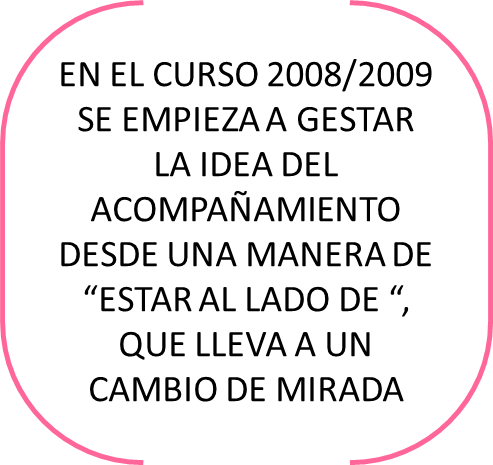 EN EL CURSO 2008/2009
SE EMPIEZA A GESTAR
LA IDEA DEL
ACOMPAÑAMIENTO
DESDE UNA MANERA DE
“ESTAR AL LADO DE “,
QUE LLEVA A UN
CAMBIO DE MIRADA